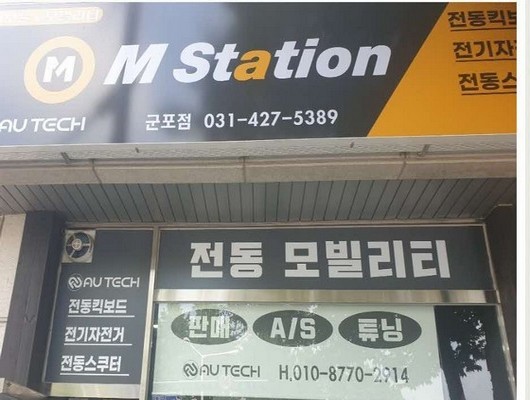 M M Station
AU TECH 군포점 031-427-5389
전동킥보
전기자전
전동스쿠
전동 모빌리티
AU TECH
전동킥보드
전기자전거
전동스쿠터
판매 A/S 튜닝
AU TECH H.010-8770-2914